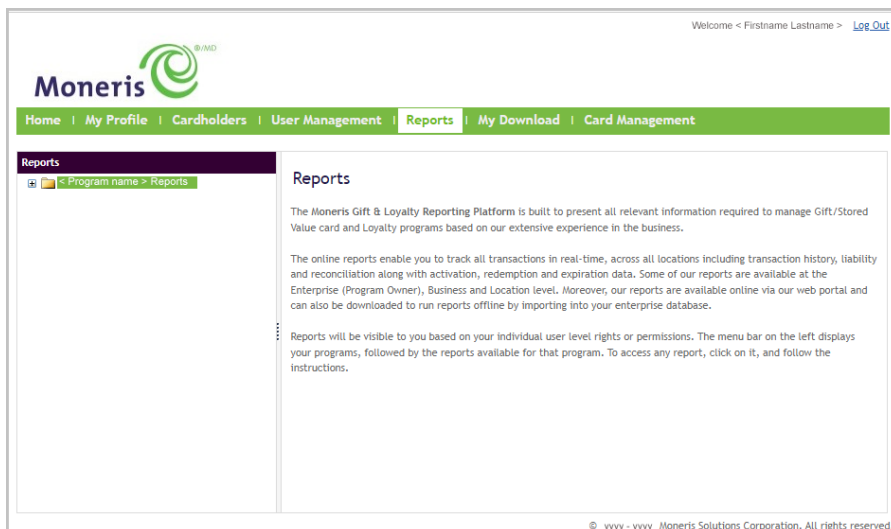 Welcome < Firstname Lastname > Log Out
®/MD
Moneris
Home | My Profile | Cardholders | User Management | Reports | My Download | Card Management
Reports
< Program name > Reports
Reports
The Moneris Gift & Loyalty Reporting Platform is built to present all relevant information required to manage Gift/Stored
Value card and Loyalty programs based on our extensive experience in the business.
The online reports enable you to track all transactions in real-time, across all locations including transaction history, liability
and reconciliation along with activation, redemption and expiration data. Some of our reports are available at the
Enterprise (Program Owner), Business and Location level. Moreover, our reports are available online via our web portal and
can also be downloaded to run reports offline by importing into your enterprise database.
Reports will be visible to you based on your individual user level rights or permissions. The menu bar on the left displays
your programs, followed by the reports available for that program. To access any report, click on it, and follow the
instructions.
© yyyy - yyyy Moneris Solutions Corporation. All rights reserved